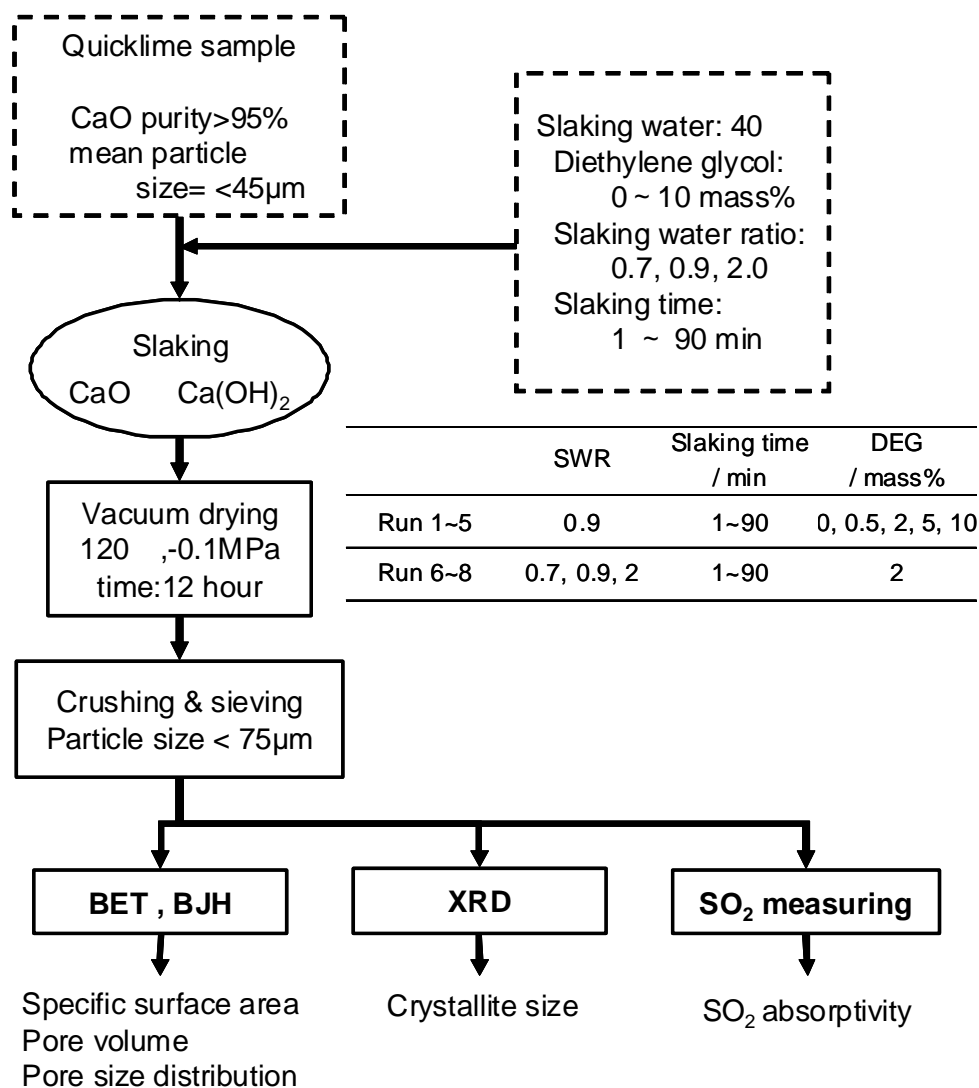 Quicklime sample
CaO purity>95%
mean particle
size= <45µm
Slaking water: 40
Diethylene glycol:
0 ~ 10 mass%
Slaking water ratio:
0.7, 0.9, 2.0
Slaking time:
1 ~ 90 min
Slaking
CaO Ca(OH)₂
SWR Slaking time / min DEG / mass%
Run 1~5 0.9 1~90 0, 0.5, 2, 5, 10
Run 6~8 0.7, 0.9, 2 1~90 2
Vacuum drying
120 ,-0.1MPa
time:12 hour
Crushing & sieving
Particle size < 75µm
BET , BJH
XRD
SO₂ measuring
Specific surface area
Pore volume
Pore size distribution
Crystallite size
SO₂ absorptivity